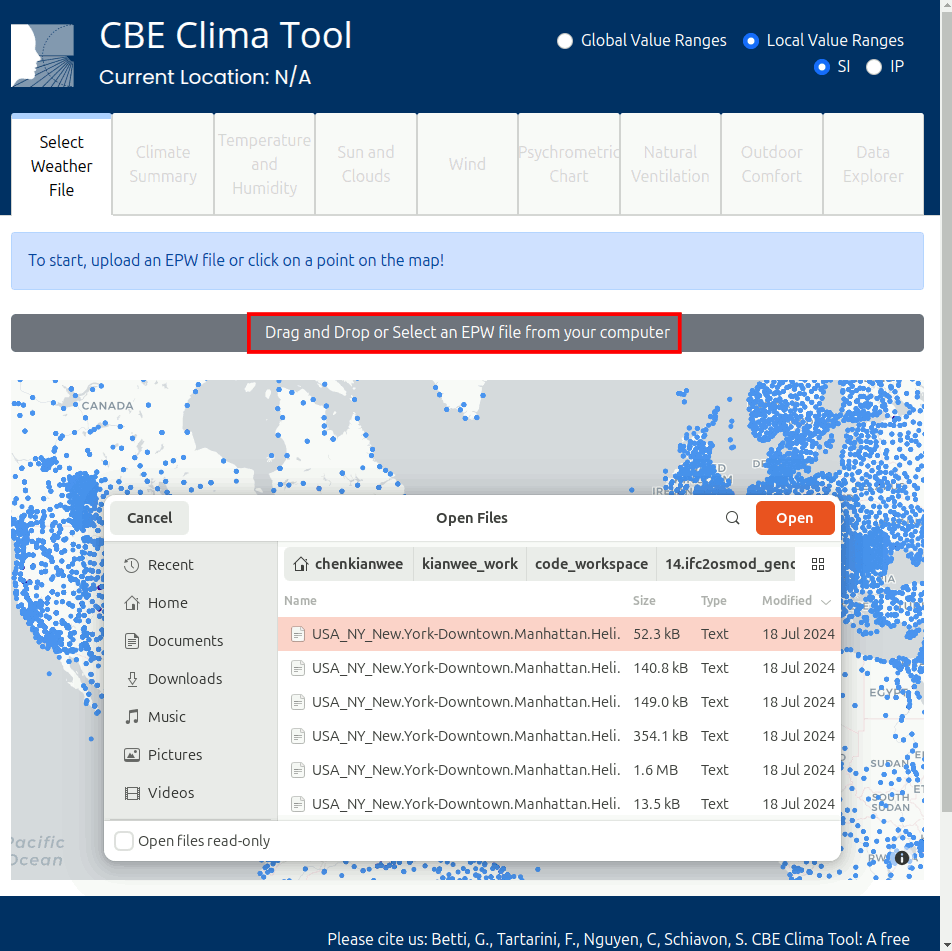 CBE Clima Tool
Current Location: N/A
Global Value Ranges
Local Value Ranges
SI
IP
Select
Weather
File
Climate
Summary
Temperature
and
Humidity
Sun and
Clouds
Wind
Psychrometric
Chart
Natural
Ventilation
Outdoor
Comfort
Data
Explorer
To start, upload an EPW file or click on a point on the map!
Drag and Drop or Select an EPW file from your computer
CANADA
Cancel
Open Files
Open
Recent
Home
Documents
Downloads
Music
Pictures
Videos
chenkianwee
kianwee_work
code_workspace
14.ifc2osmod_genc
Name Size Type Modified
USA_NY_New.York-Downtown.Manhattan.Heli. 52.3 kB Text 18 Jul 2024
USA_NY_New.York-Downtown.Manhattan.Heli. 140.8 kB Text 18 Jul 2024
USA_NY_New.York-Downtown.Manhattan.Heli. 149.0 kB Text 18 Jul 2024
USA_NY_New.York-Downtown.Manhattan.Heli. 354.1 kB Text 18 Jul 2024
USA_NY_New.York-Downtown.Manhattan.Heli. 1.6 MB Text 18 Jul 2024
USA_NY_New.York-Downtown.Manhattan.Heli. 13.5 kB Text 18 Jul 2024
Open files read-only
EGYPT
SUDAN
SOUTH
SUDAN
Pacific
Ocean
Please cite us: Betti, G., Tartarini, F., Nguyen, C, Schiavon, S. CBE Clima Tool: A free